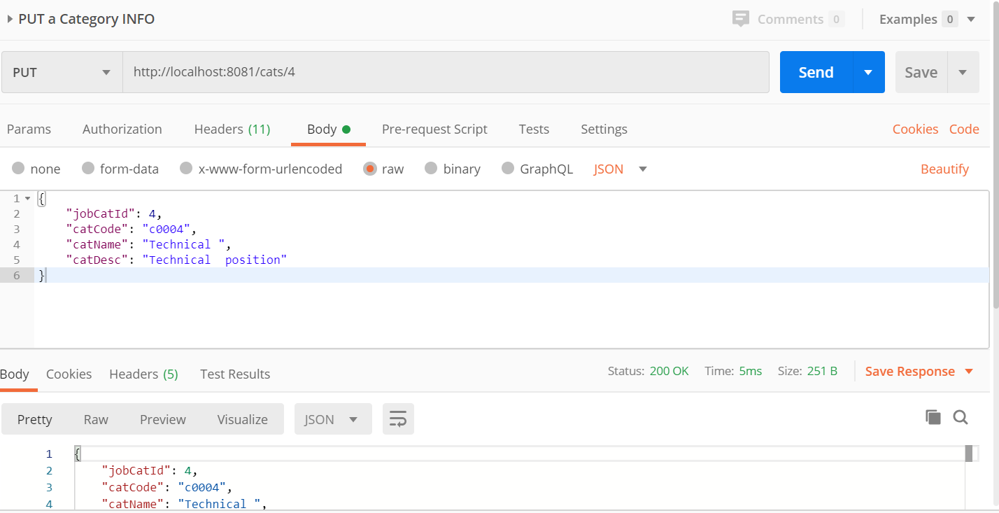 PUT a Category INFO Comments 0 Examples 0
PUT http://localhost:8081/cats/4 Send Save
Params Authorization Headers (11) Body Pre-request Script Tests Settings Cookies Code
none form-data x-www-form-urlencoded raw binary GraphQL JSON Beautify
1 {
2 "jobCatId": 4,
3 "catCode": "c0004",
4 "catName": "Technical ",
5 "catDesc": "Technical  position"
6 }
Body Cookies Headers (5) Test Results Status: 200 OK Time: 5ms Size: 251 B Save Response
Pretty Raw Preview Visualize JSON
1 {
2 "jobCatId": 4,
3 "catCode": "c0004",
4 "catName": "Technical ",